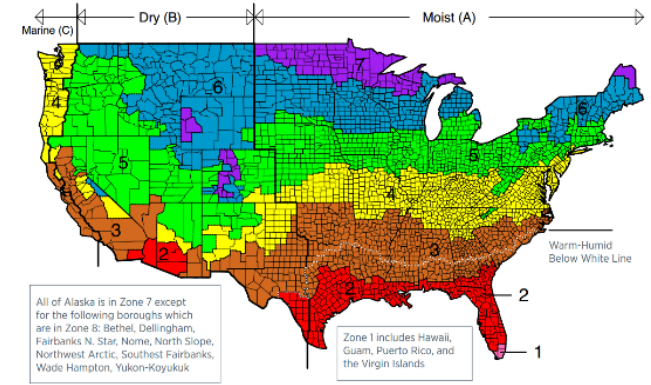 Dry (B)
Moist (A)
Marine (C)
7
6
6
6
4
5
5
4
3
3
2
2
Warm-Humid
Below White Line
2
1
All of Alaska is in Zone 7 except
for the following boroughs which
are in Zone 8: Bethel, Dellingham,
Fairbanks N. Star, Nome, North Slope,
Northwest Arctic, Southest Fairbanks,
Wade Hampton, Yukon-Koyukuk
Zone 1 includes Hawaii,
Guam, Puerto Rico, and
the Virgin Islands